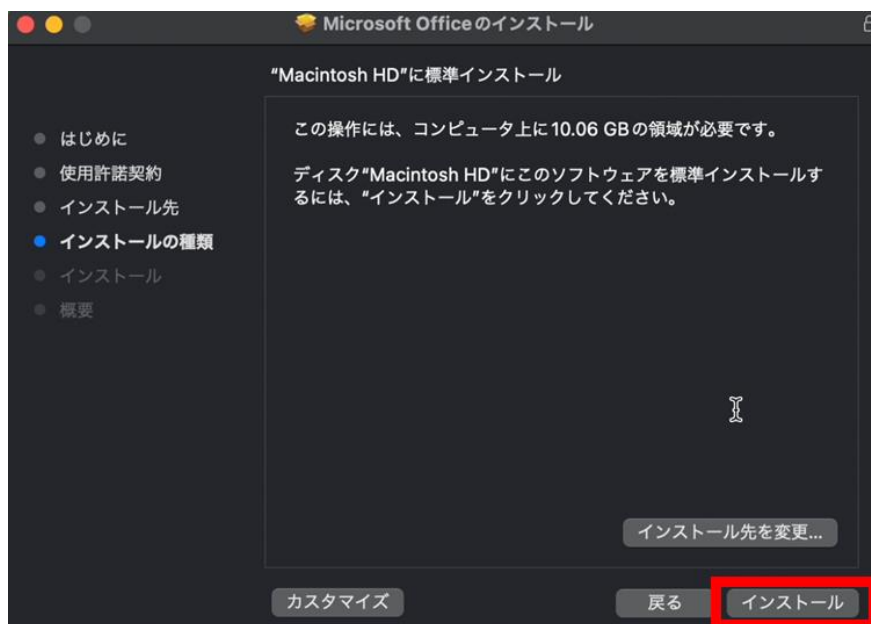 Microsoft Officeのインストール
“Macintosh HD”に標準インストール
はじめに
使用許諾契約
インストール先
インストールの種類
インストール
概要
この操作には、コンピュータ上に10.06 GBの領域が必要です。
ディスク“Macintosh HD”にこのソフトウェアを標準インストールす
るには、“インストール”をクリックしてください。
インストール先を変更...
カスタマイズ
戻る
インストール